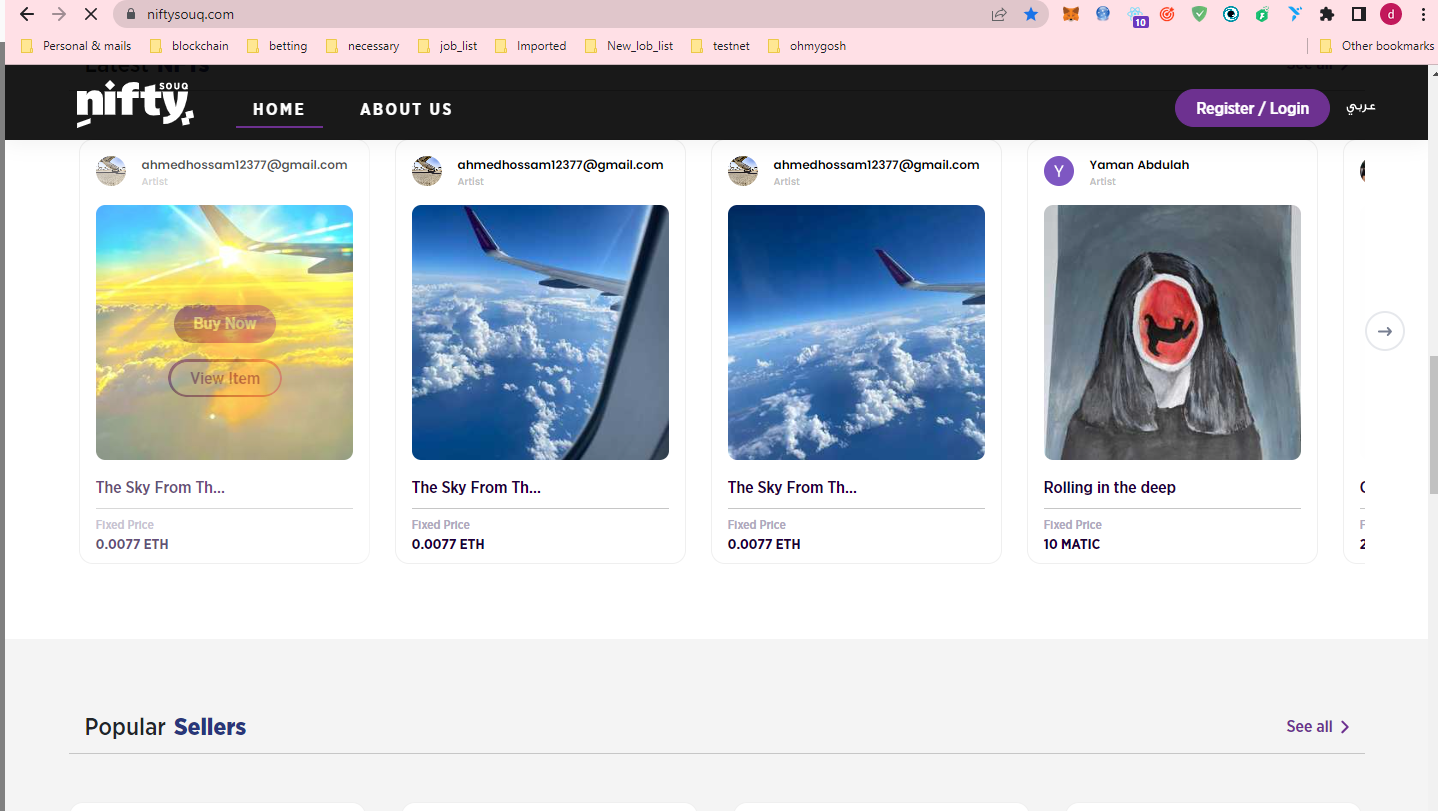 niftysouq.com
10
d
Personal & mails
blockchain
betting
necessary
job_list
Imported
New_lob_list
testnet
ohmygosh
Other bookmarks
Latest NFTs
See all
nifty
SOUQ
HOME
ABOUT US
Register / Login
عربي
ahmedhossam12377@gmail.com
Artist
Buy Now
View Item
The Sky From Th...
Fixed Price
0.0077 ETH
ahmedhossam12377@gmail.com
Artist
The Sky From Th...
Fixed Price
0.0077 ETH
ahmedhossam12377@gmail.com
Artist
The Sky From Th...
Fixed Price
0.0077 ETH
Y
Yaman Abdulah
Artist
Rolling in the deep
Fixed Price
10 MATIC
Popular Sellers
See all